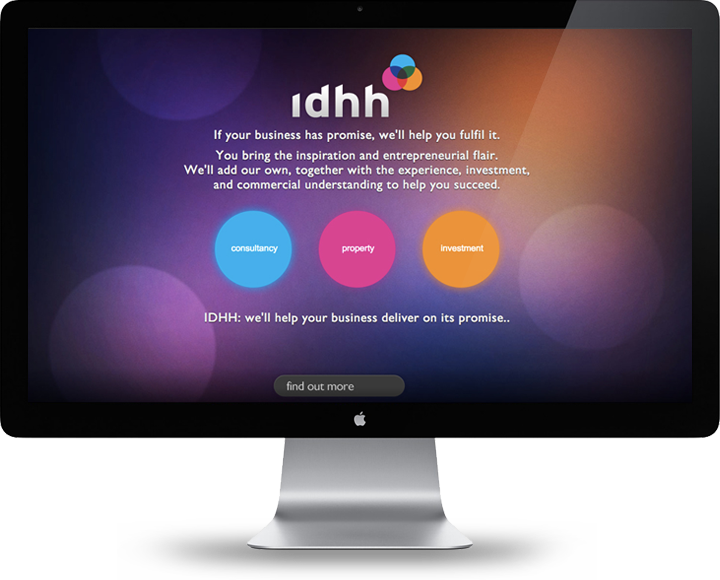 idhh
If your business has promise, we'll help you fulfil it.
You bring the inspiration and entrepreneurial flair.
We'll add our own, together with the experience, investment,
and commercial understanding to help you succeed.
consultancy property investment
IDHH: we'll help your business deliver on its promise..
find out more